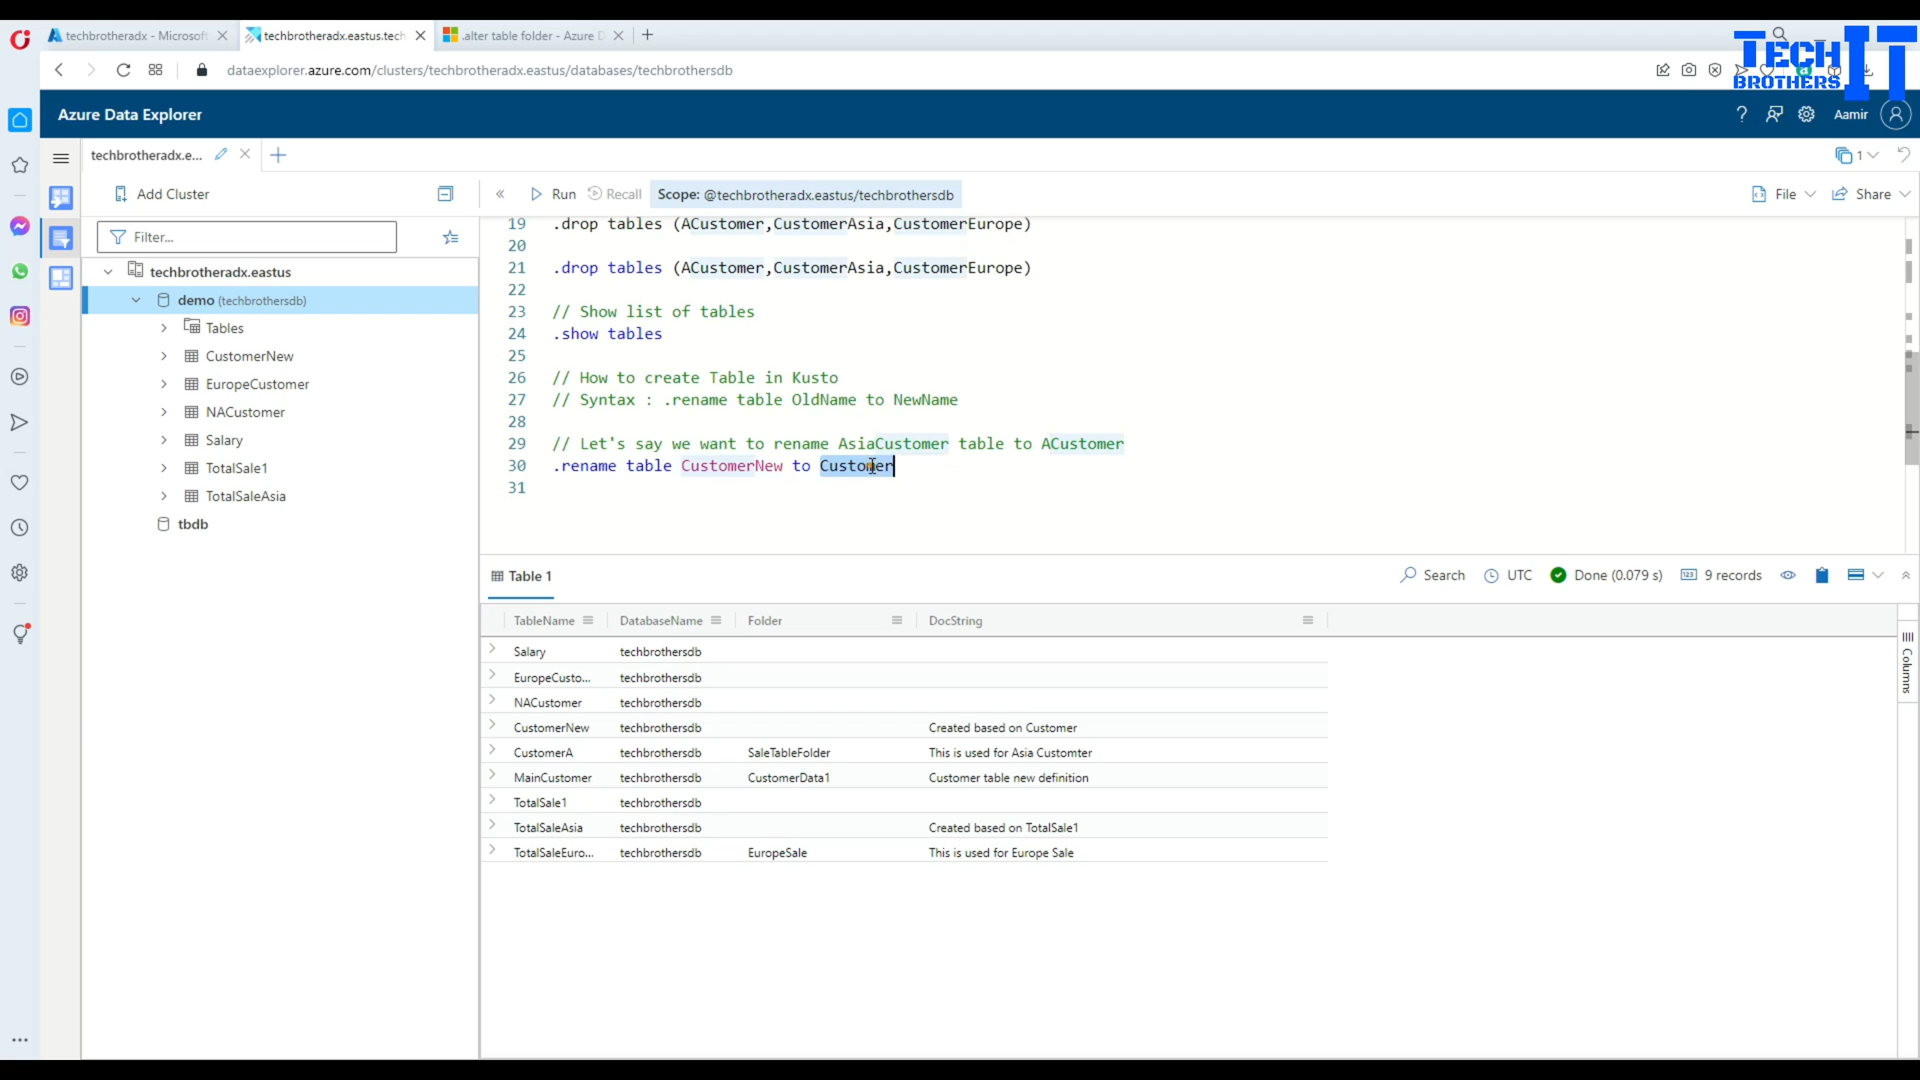 techbrotheradx - Microsoft
techbrotheradx.eastus.tech
.alter table folder - Azure D
dataexplorer.azure.com/clusters/techbrotheradx.eastus/databases/techbrothersdb
TECH
BROTHERS
IT
Azure Data Explorer
Aamir
techbrotheradx.e...
1
Add Cluster
Run
Recall
Scope: @techbrotheradx.eastus/techbrothersdb
File
Share
Filter...
techbrotheradx.eastus
demo (techbrothersdb)
Tables
CustomerNew
EuropeCustomer
NACustomer
Salary
TotalSale1
TotalSaleAsia
tbdb
19 .drop tables (ACustomer,CustomerAsia,CustomerEurope)
20
21 .drop tables (ACustomer,CustomerAsia,CustomerEurope)
22
23 // Show list of tables
24 .show tables
25
26 // How to create Table in Kusto
27 // Syntax : .rename table OldName to NewName
28
29 // Let's say we want to rename AsiaCustomer table to ACustomer
30 .rename table CustomerNew to Customer
31
Table 1
Search
UTC
Done (0.079 s)
9 records
TableName DatabaseName Folder DocString
Salary techbrothersdb
EuropeCusto... techbrothersdb
NACustomer techbrothersdb
CustomerNew techbrothersdb Created based on Customer
CustomerA techbrothersdb SaleTableFolder This is used for Asia Customter
MainCustomer techbrothersdb CustomerData1 Customer table new definition
TotalSale1 techbrothersdb
TotalSaleAsia techbrothersdb Created based on TotalSale1
TotalSaleEuro... techbrothersdb EuropeSale This is used for Europe Sale
Columns